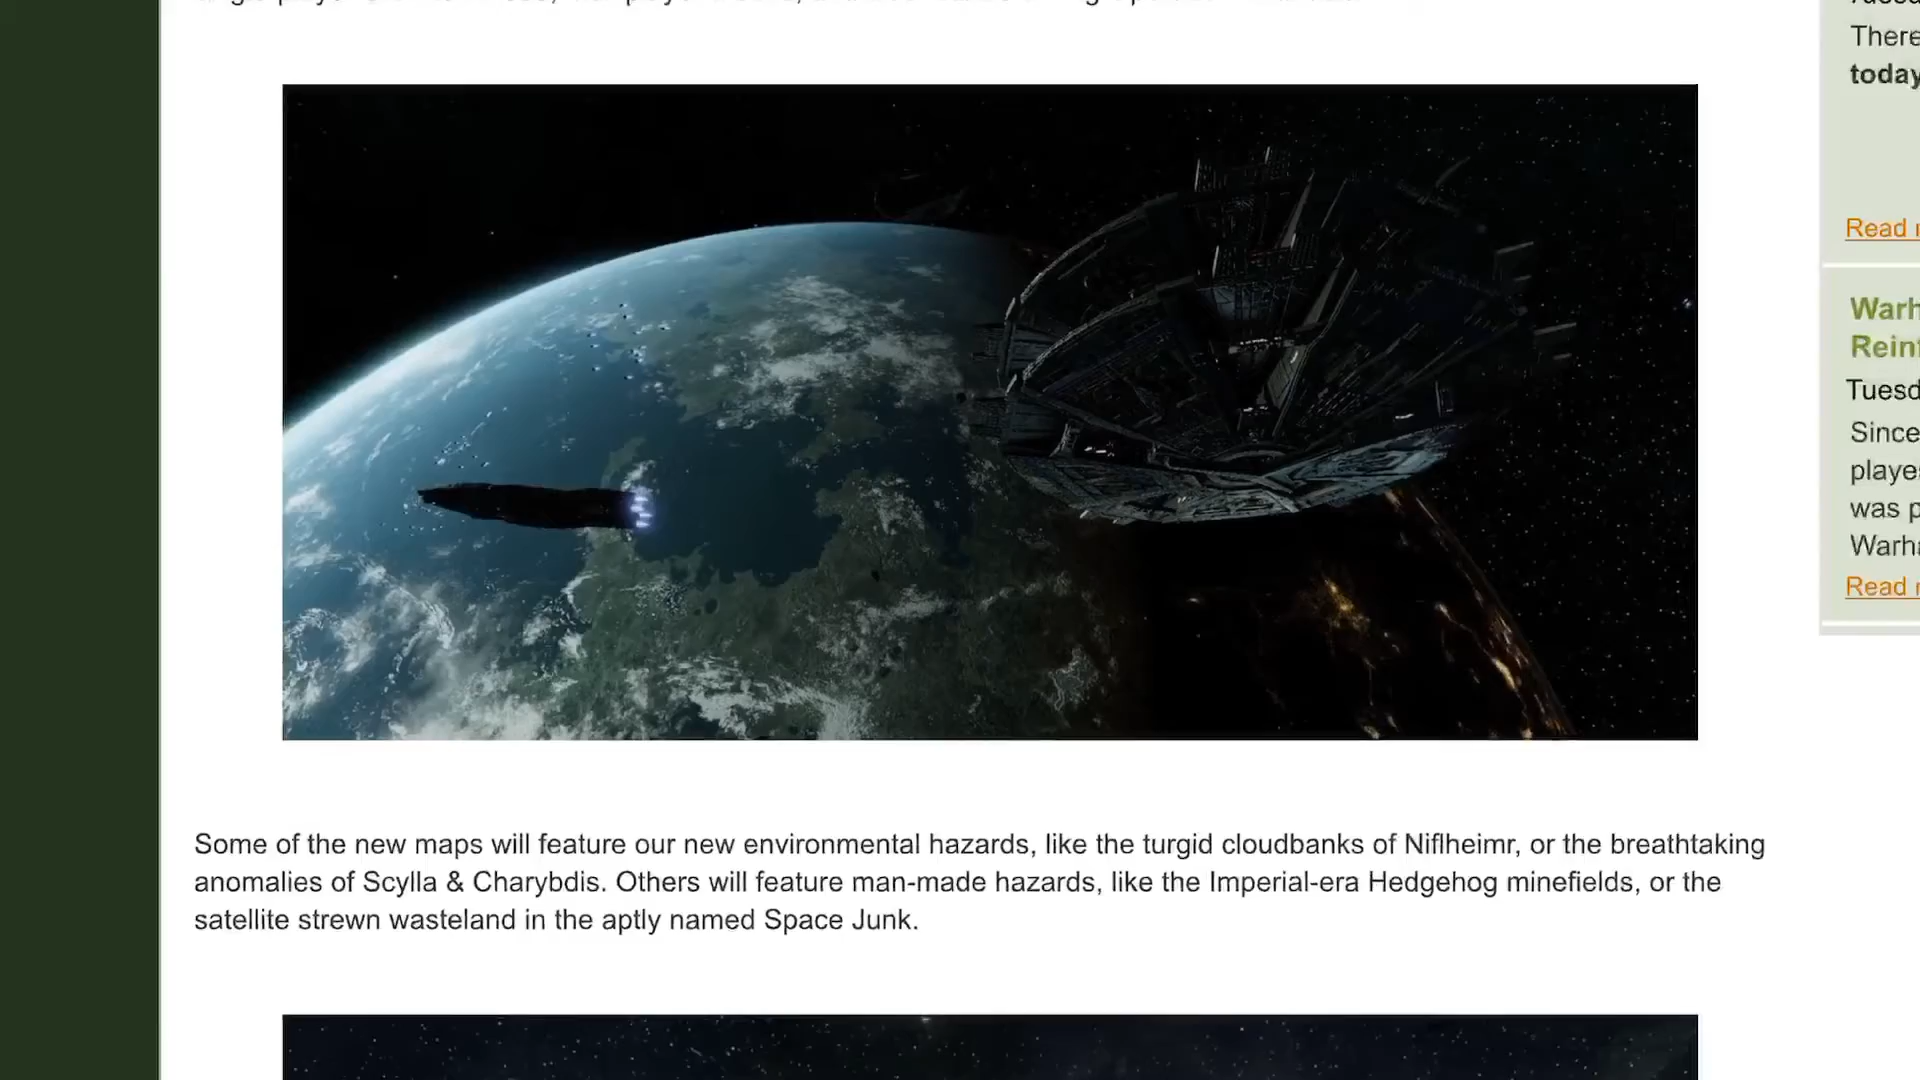 Some of the new maps will feature our new environmental hazards, like the turgid cloudbanks of Niflheimr, or the breathtaking
anomalies of Scylla & Charybdis. Others will feature man-made hazards, like the Imperial-era Hedgehog minefields, or the
satellite strewn wasteland in the aptly named Space Junk.
There
today
Read
Warh
Reinf
Tuesd
Since
playe
was p
Warh
Read